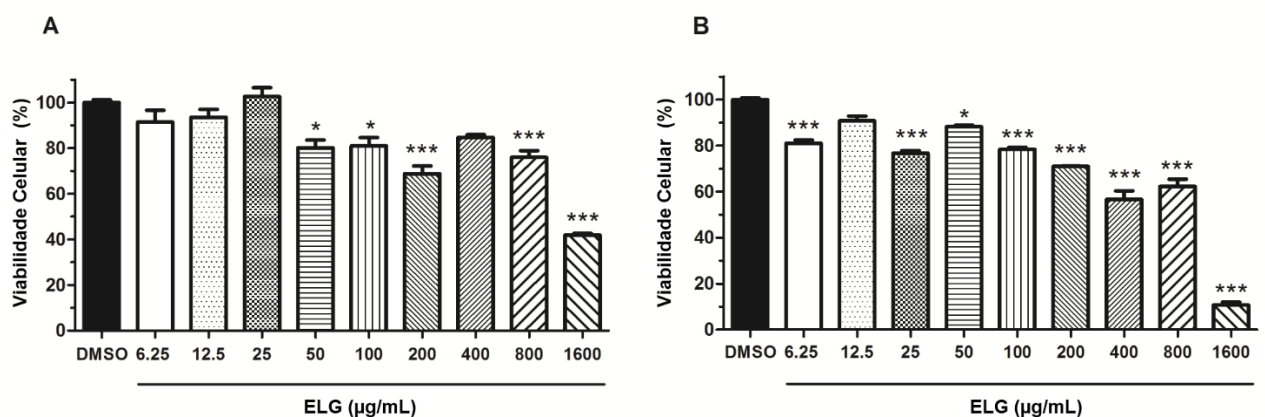 A
Viabilidade Celular (%)
100
80
60
40
20
0
* * *** *** ***
DMSO 6.25 12.5 25 50 100 200 400 800 1600
ELG (µg/mL)
B
Viabilidade Celular (%)
100
80
60
40
20
0
*** *** * *** *** *** *** ***
DMSO 6.25 12.5 25 50 100 200 400 800 1600
ELG (µg/mL)